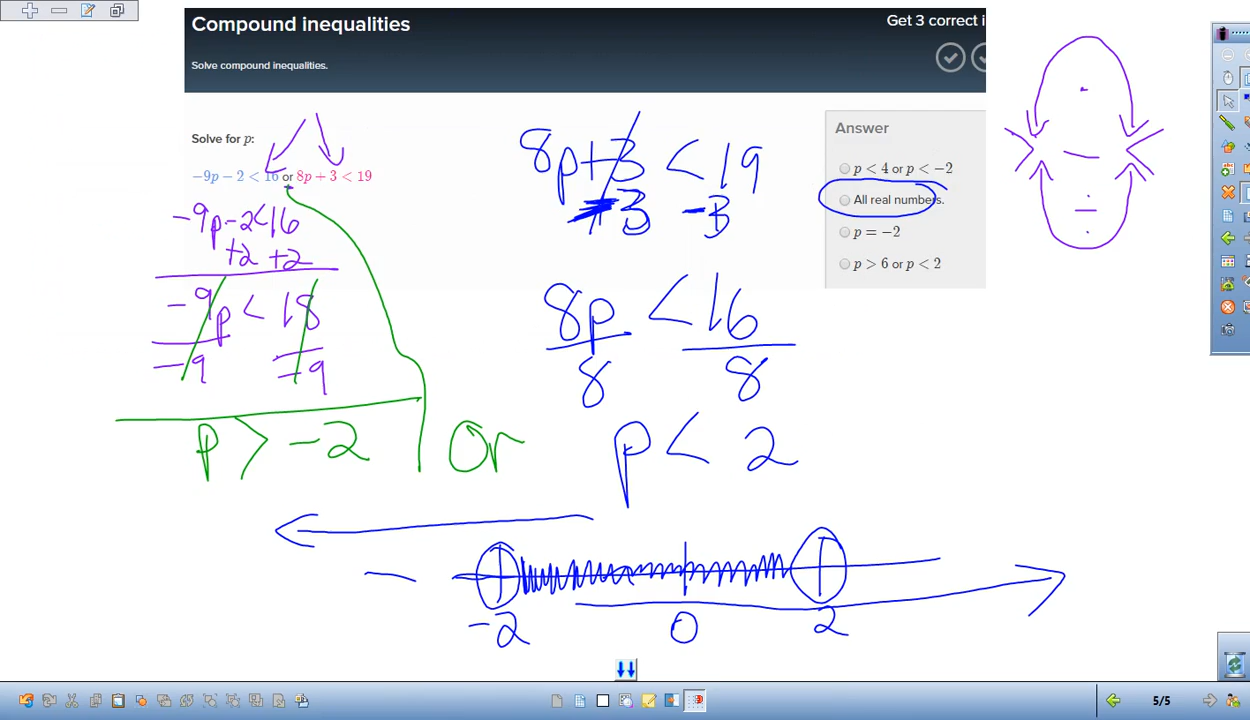 Compound inequalities
Get 3 correct i
Solve compound inequalities.
Solve for p:
−9p − 2 < 16 or 8p + 3 < 19
-9p-2<16
+2 +2
-9p < 18
-9 -9
p > -2 or p < 2
8p+3 < 19
-3 -3
8p < 16
8 8
-2 0 2
Answer
p < 4 or p < −2
All real numbers.
p = −2
p > 6 or p < 2
5/5